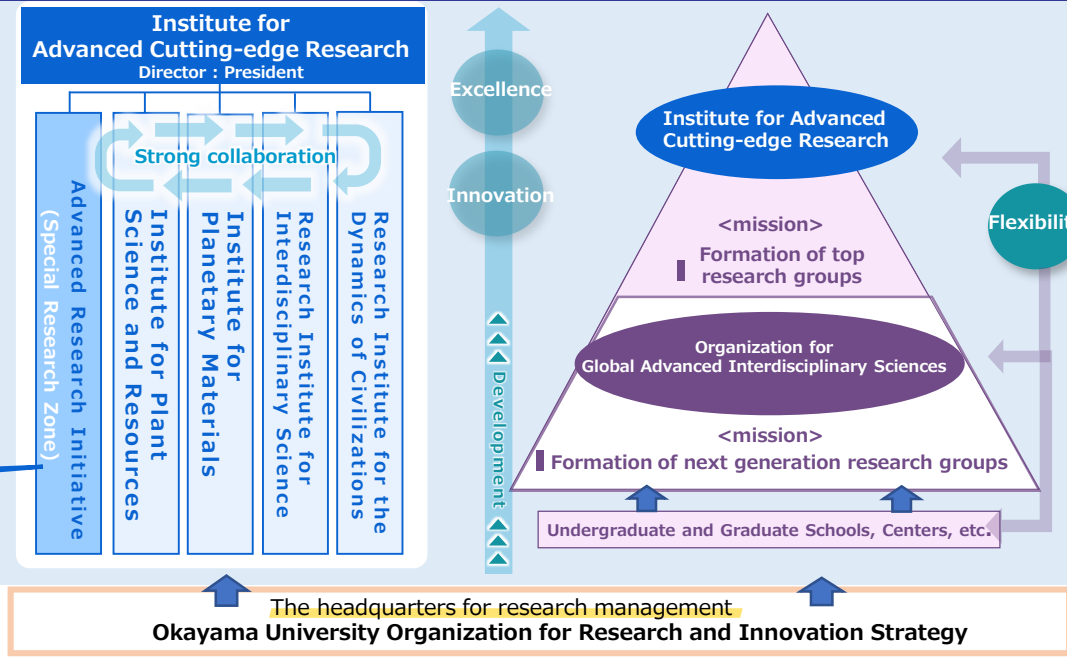 Institute for
Advanced Cutting-edge Research
Director : President
Strong collaboration
Advanced Research Initiative
(Special Research Zone)
Institute for Plant
Science and Resources
Institute for
Planetary Materials
Research Institute for
Interdisciplinary Science
Research Institute for the
Dynamics of Civilizations
Excellence
Innovation
Development
Institute for Advanced
Cutting-edge Research
<mission>
Formation of top
research groups
Organization for
Global Advanced Interdisciplinary Sciences
<mission>
Formation of next generation research groups
Flexibilit
Undergraduate and Graduate Schools, Centers, etc.
The headquarters for research management
Okayama University Organization for Research and Innovation Strategy